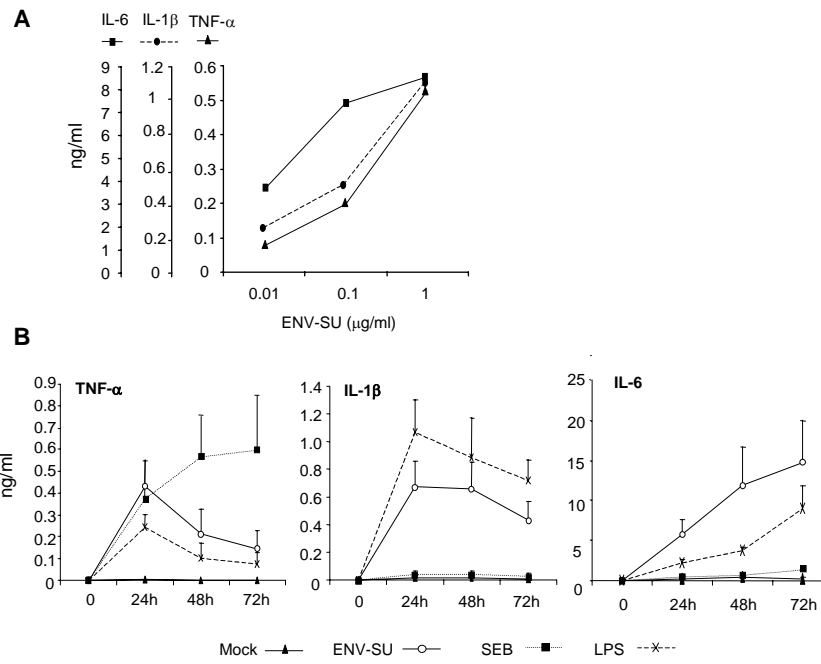 A
IL-6 IL-1β TNF-α
9 1.2 0.6
8 1 0.5
7 0.8 0.4
6 0.6 0.3
5 0.4 0.2
4 0.2 0.1
3 0 0
2
1
0
ng/ml
0.01 0.1 1
ENV-SU (μg/ml)
B
TNF-α
0.9
0.8
0.7
0.6
0.5
0.4
0.3
0.2
0.1
0
ng/ml
0 24h 48h 72h
IL-1β
1.4
1.2
1.0
0.8
0.6
0.4
0.2
0
0 24h 48h 72h
IL-6
25
20
15
10
5
0
0 24h 48h 72h
Mock ENV-SU SEB LPS